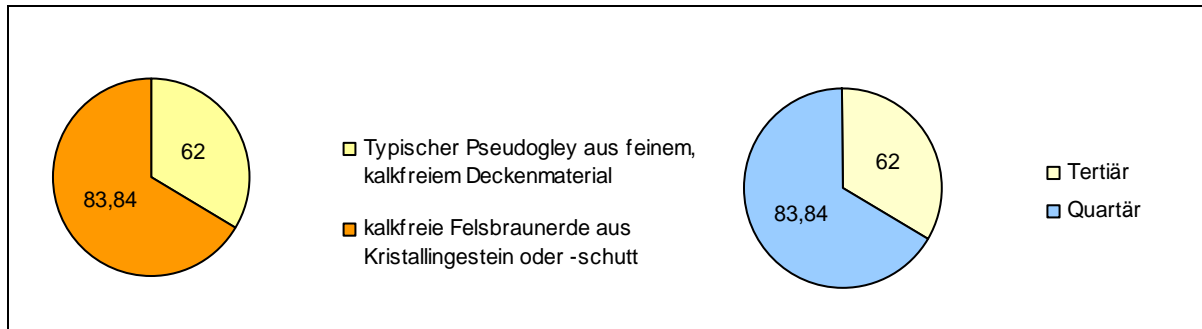 62
83,84
Typischer Pseudogley aus feinem,
kalkfreiem Deckenmaterial
kalkfreie Felsbraunerde aus
Kristallingestein oder -schutt
62
83,84
Tertiär
Quartär